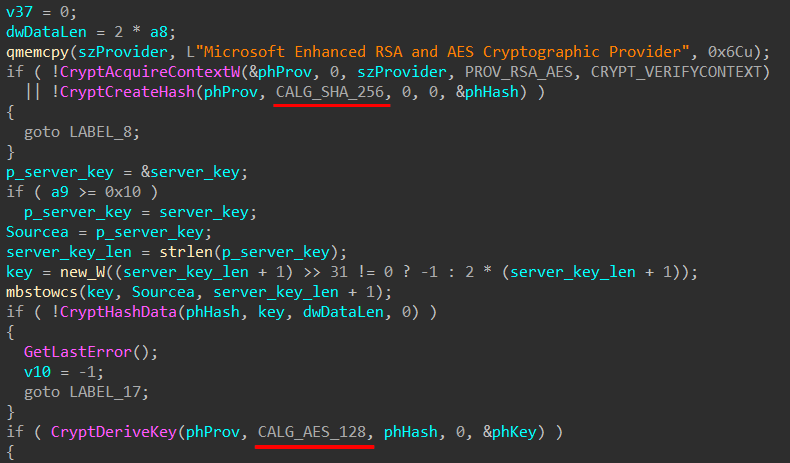 v37 = 0;
dwDataLen = 2 * a8;
qmemcpy(szProvider, L"Microsoft Enhanced RSA and AES Cryptographic Provider", 0x6Cu);
if ( !CryptAcquireContextW(&phProv, 0, szProvider, PROV_RSA_AES, CRYPT_VERIFYCONTEXT)
  || !CryptCreateHash(phProv, CALG_SHA_256, 0, 0, &phHash) )
{
  goto LABEL_8;
}
p_server_key = &server_key;
if ( a9 >= 0x10 )
  p_server_key = server_key;
Sourcea = p_server_key;
server_key_len = strlen(p_server_key);
key = new_W((server_key_len + 1) >> 31 != 0 ? -1 : 2 * (server_key_len + 1));
mbstowcs(key, Sourcea, server_key_len + 1);
if ( !CryptHashData(phHash, key, dwDataLen, 0) )
{
  GetLastError();
  v10 = -1;
  goto LABEL_17;
}
if ( CryptDeriveKey(phProv, CALG_AES_128, phHash, 0, &phKey) )
{